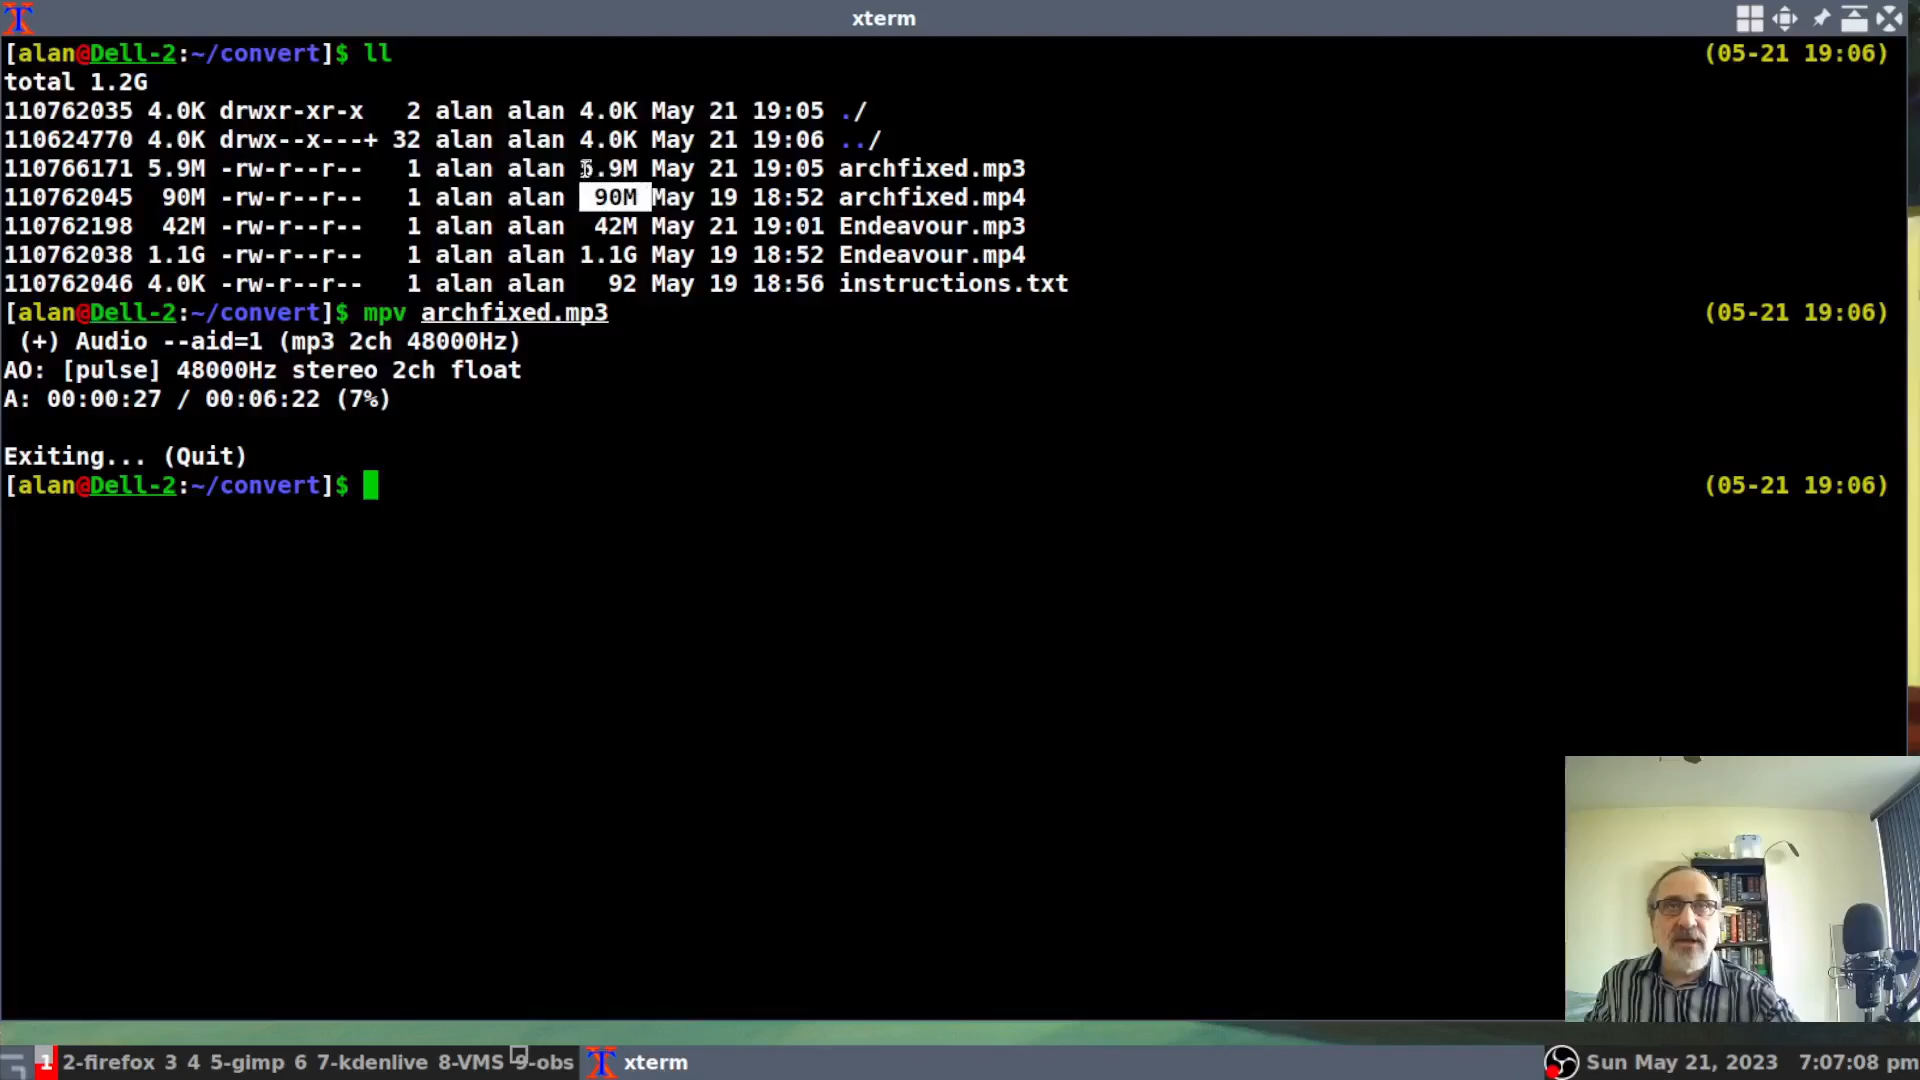 xterm
[alan@Dell-2:~/convert]$ ll (05-21 19:06)
total 1.2G
110762035 4.0K drwxr-xr-x 2 alan alan 4.0K May 21 19:05 ./
110624770 4.0K drwx--x---+ 32 alan alan 4.0K May 21 19:06 ../
110766171 5.9M -rw-r--r-- 1 alan alan 5.9M May 21 19:05 archfixed.mp3
110762045 90M -rw-r--r-- 1 alan alan 90M May 19 18:52 archfixed.mp4
110762198 42M -rw-r--r-- 1 alan alan 42M May 21 19:01 Endeavour.mp3
110762038 1.1G -rw-r--r-- 1 alan alan 1.1G May 19 18:52 Endeavour.mp4
110762046 4.0K -rw-r--r-- 1 alan alan 92 May 19 18:56 instructions.txt
[alan@Dell-2:~/convert]$ mpv archfixed.mp3 (05-21 19:06)
(+) Audio --aid=1 (mp3 2ch 48000Hz)
AO: [pulse] 48000Hz stereo 2ch float
A: 00:00:27 / 00:06:22 (7%)
Exiting... (Quit)
[alan@Dell-2:~/convert]$ (05-21 19:06)
1 2-firefox 3 4 5-gimp 6 7-kdenlive 8-VMS 9-obs xterm Sun May 21, 2023 7:07:08 pm